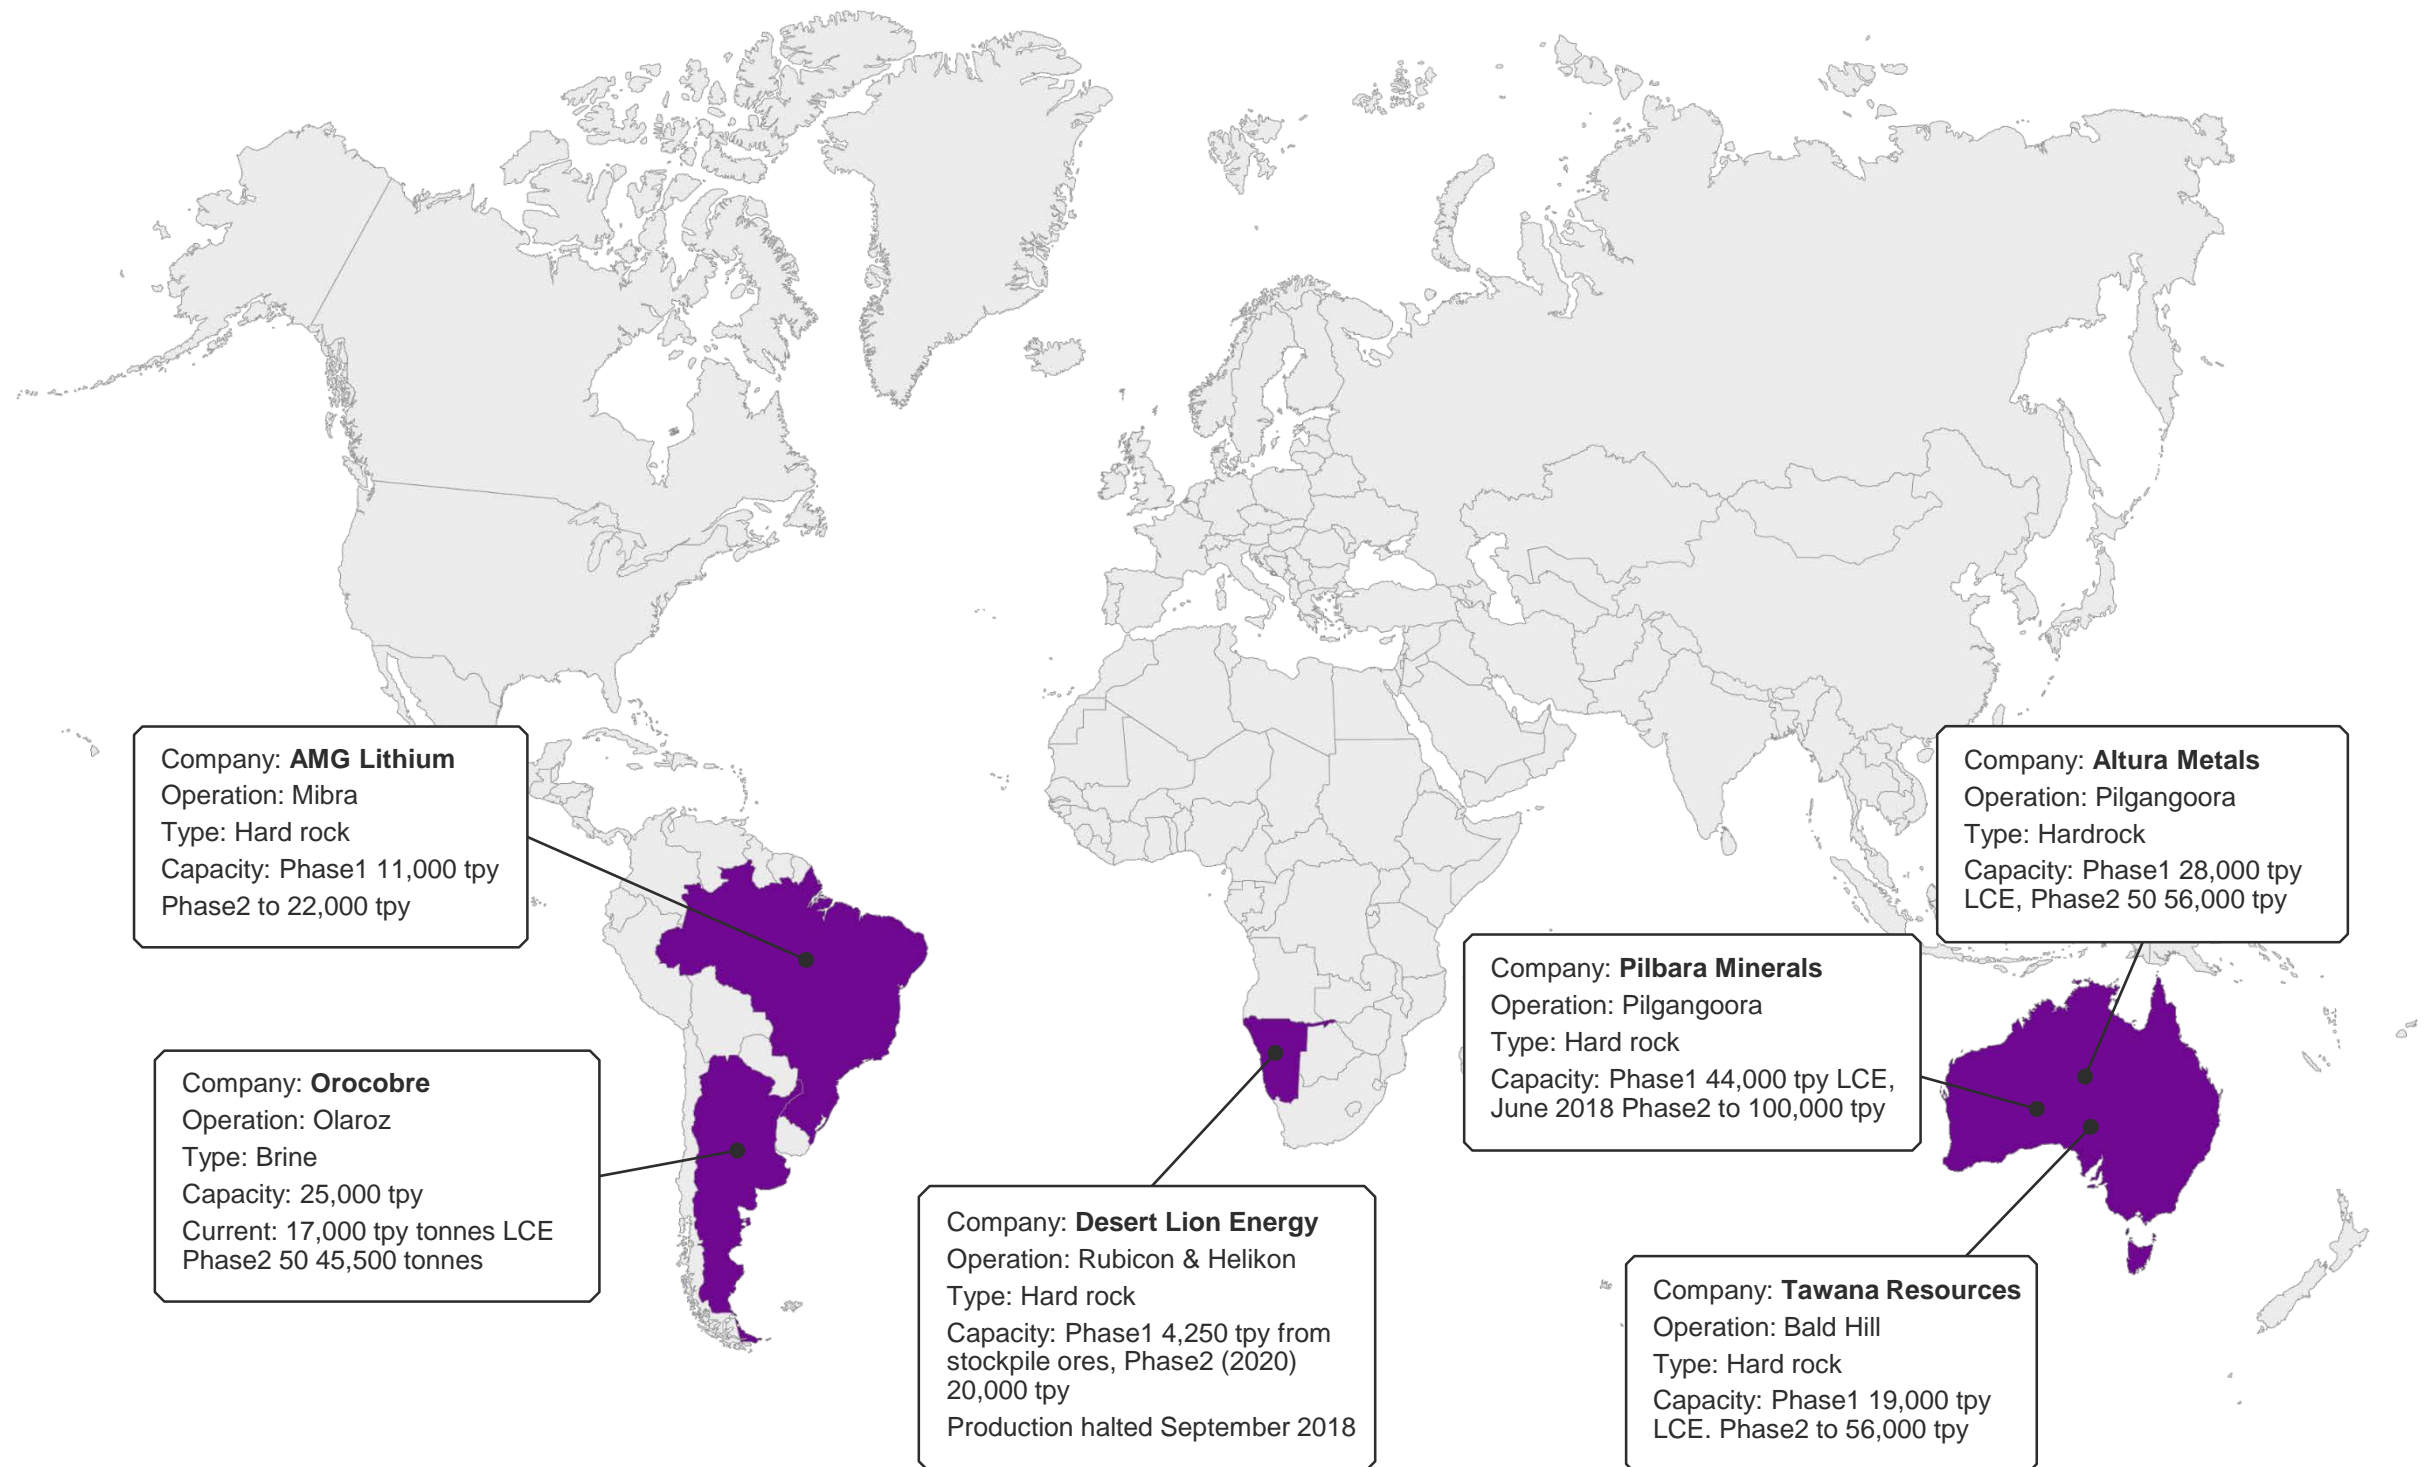 Company: AMG Lithium
Operation: Mibra
Type: Hard rock
Capacity: Phase1 11,000 tpy
Phase2 to 22,000 tpy
Company: Orocobre
Operation: Olaroz
Type: Brine
Capacity: 25,000 tpy
Current: 17,000 tpy tonnes LCE
Phase2 50 45,500 tonnes
Company: Desert Lion Energy
Operation: Rubicon & Helikon
Type: Hard rock
Capacity: Phase1 4,250 tpy from
stockpile ores, Phase2 (2020)
20,000 tpy
Production halted September 2018
Company: Pilbara Minerals
Operation: Pilgangoora
Type: Hard rock
Capacity: Phase1 44,000 tpy LCE,
June 2018 Phase2 to 100,000 tpy
Company: Altura Metals
Operation: Pilgangoora
Type: Hardrock
Capacity: Phase1 28,000 tpy
LCE, Phase2 50 56,000 tpy
Company: Tawana Resources
Operation: Bald Hill
Type: Hard rock
Capacity: Phase1 19,000 tpy
LCE. Phase2 to 56,000 tpy